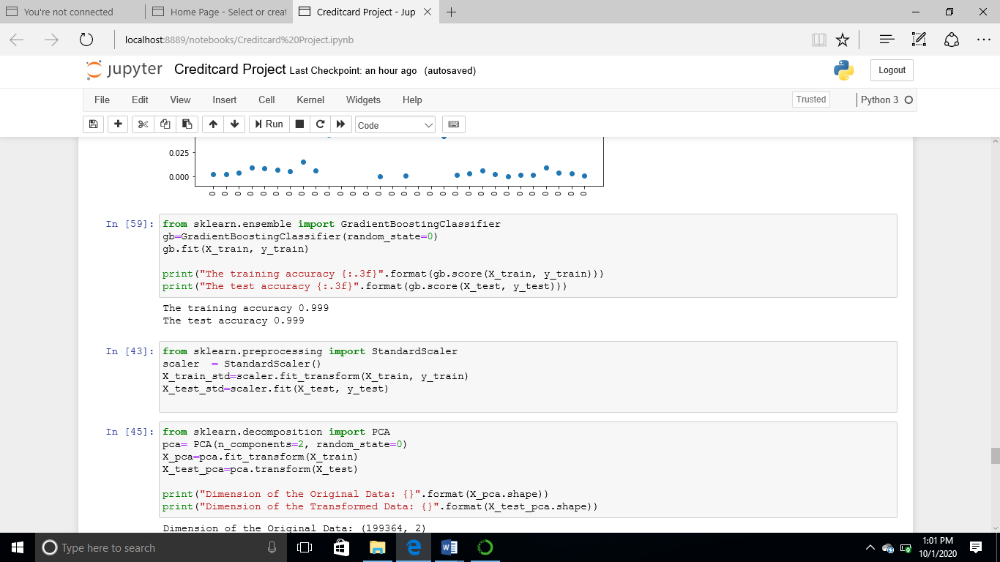 You're not connected
Home Page - Select or creat
Creditcard Project - Jup
localhost:8889/notebooks/Creditcard%20Project.ipynb
jupyter Creditcard Project Last Checkpoint: an hour ago (autosaved)
Logout
File Edit View Insert Cell Kernel Widgets Help
Trusted
Python 3
Run
Code
0.025
0.000
0 0 0 0 0 0 0 0 0 0 0 0 0 0 0 0 0 0 0 0 0 0 0 0 0 0 0 0 0 0
In [59]: from sklearn.ensemble import GradientBoostingClassifier
gb=GradientBoostingClassifier(random_state=0)
gb.fit(X_train, y_train)
print("The training accuracy {:.3f}".format(gb.score(X_train, y_train)))
print("The test accuracy {:.3f}".format(gb.score(X_test, y_test)))
The training accuracy 0.999
The test accuracy 0.999
In [43]: from sklearn.preprocessing import StandardScaler
scaler  = StandardScaler()
X_train_std=scaler.fit_transform(X_train, y_train)
X_test_std=scaler.fit(X_test, y_test)
In [45]: from sklearn.decomposition import PCA
pca= PCA(n_components=2, random_state=0)
X_pca=pca.fit_transform(X_train)
X_test_pca=pca.transform(X_test)
print("Dimension of the Original Data: {}".format(X_pca.shape))
print("Dimension of the Transformed Data: {}".format(X_test_pca.shape))
Dimension of the Original Data: (199364, 2)
Type here to search
1:01 PM
10/1/2020